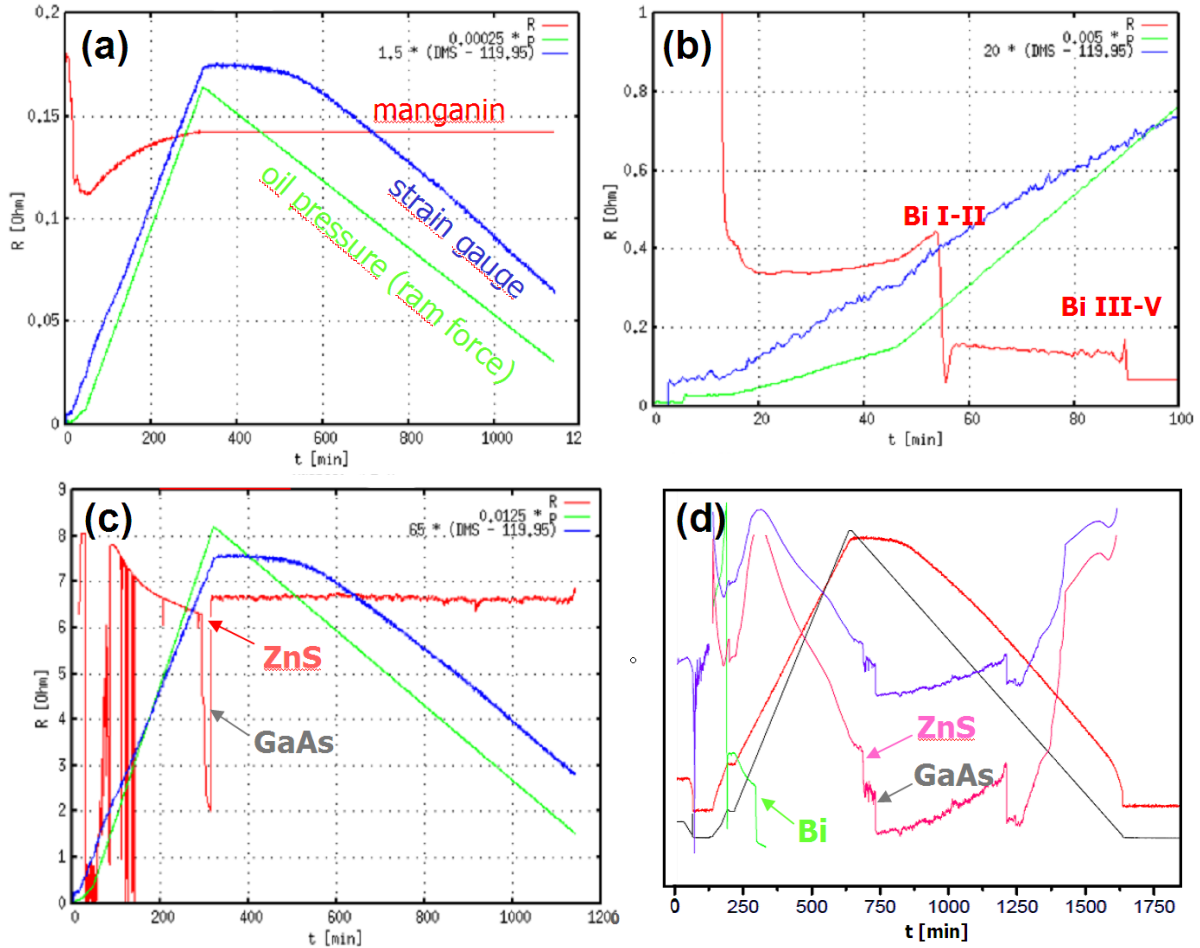 (a)
R
0.00025 * p
1.5 * (DMS - 119.95)
0.2
0.15
0.1
0.05
0
R [Ohm]
manganin
oil pressure (ram force)
strain gauge
0 200 400 600 800 1000 12
t [min]
(b)
R
0.005 * p
20 * (DMS - 119.95)
1
0.8
0.6
0.4
0.2
0
R [Ohm]
Bi I-II
Bi III-V
0 20 40 60 80 100
t [min]
(c)
R
0.0125 * p
65 * (DMS - 119.95)
9
8
7
6
5
4
3
2
1
0
R [Ohm]
ZnS
GaAs
0 200 400 600 800 1000 1200
t [min]
(d)
ZnS
GaAs
Bi
0 250 500 750 1000 1250 1500 1750
t [min]